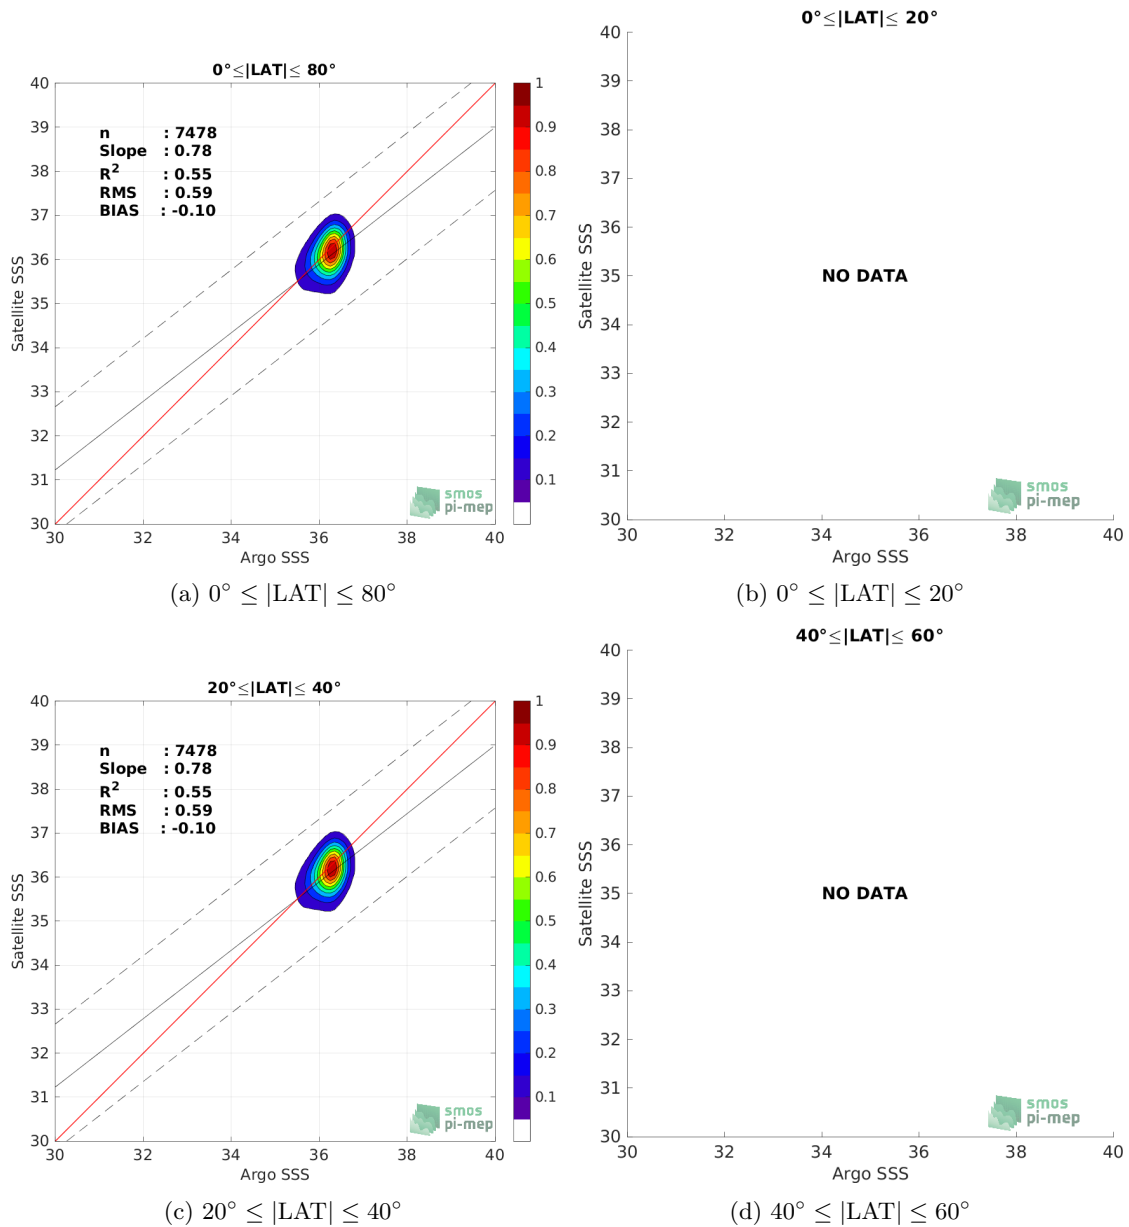 0°≤|LAT|≤ 80°
40
39
38
37
36
35
34
33
32
31
30
Satellite SSS
n : 7478
Slope : 0.78
R²  : 0.55
RMS : 0.59
BIAS : -0.10
smos
pi-mep
30 32 34 36 38 40
Argo SSS
1
0.9
0.8
0.7
0.6
0.5
0.4
0.3
0.2
0.1
(a) 0° ≤ |LAT| ≤ 80°
0°≤|LAT|≤ 20°
40
39
38
37
36
35
34
33
32
31
30
Satellite SSS
NO DATA
smos
pi-mep
30 32 34 36 38 40
Argo SSS
(b) 0° ≤ |LAT| ≤ 20°
20°≤|LAT|≤ 40°
40
39
38
37
36
35
34
33
32
31
30
Satellite SSS
n : 7478
Slope : 0.78
R² : 0.55
RMS : 0.59
BIAS : -0.10
smos
pi-mep
30 32 34 36 38 40
Argo SSS
1
0.9
0.8
0.7
0.6
0.5
0.4
0.3
0.2
0.1
(c) 20° ≤ |LAT| ≤ 40°
40°≤|LAT|≤ 60°
40
39
38
37
36
35
34
33
32
31
30
Satellite SSS
NO DATA
smos
pi-mep
30 32 34 36 38 40
Argo SSS
(d) 40° ≤ |LAT| ≤ 60°